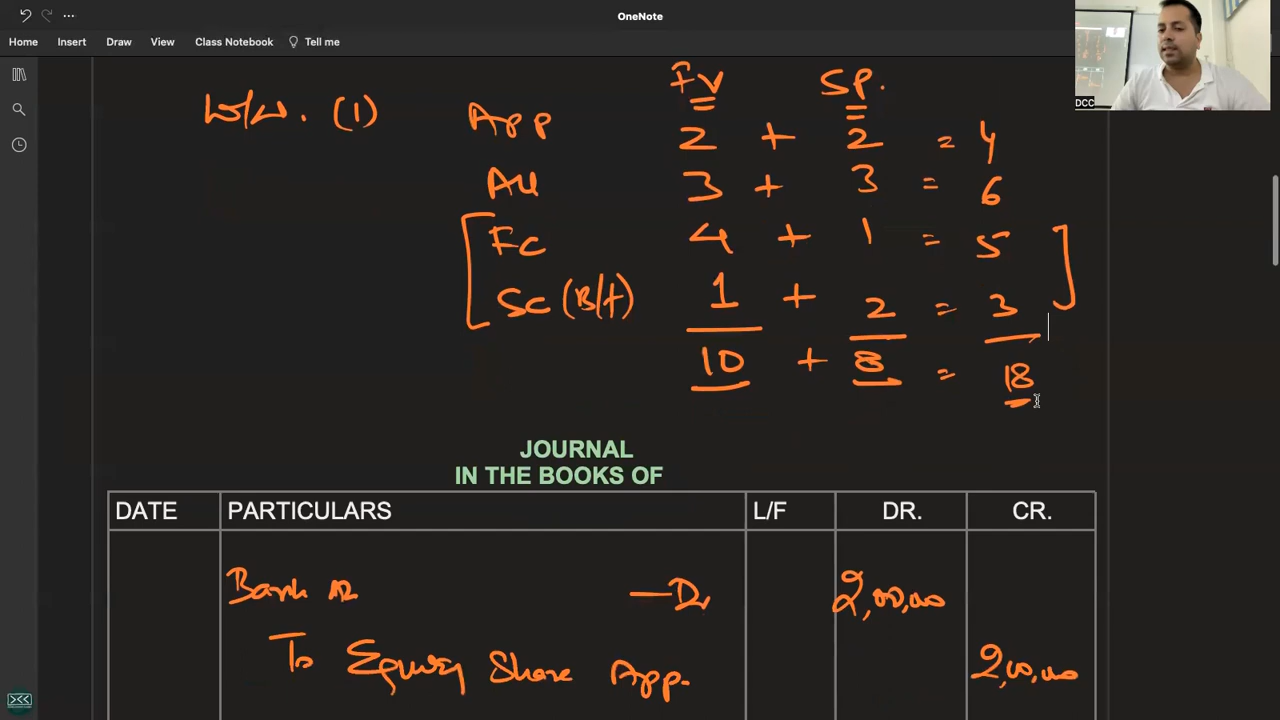 OneNote
Home Insert Draw View Class Notebook Tell me
DCC
FV SP.
W/N. (1) App 2 + 2 = 4
All 3 + 3 = 6
[ FC 4 + 1 = 5 ]
SC (B/f) 1 + 2 = 3
10 + 8 = 18
JOURNAL
IN THE BOOKS OF
DATE PARTICULARS L/F DR. CR.
Bank A/c —Dr 2,00,000
To Equity Share App. 2,00,000
DCC